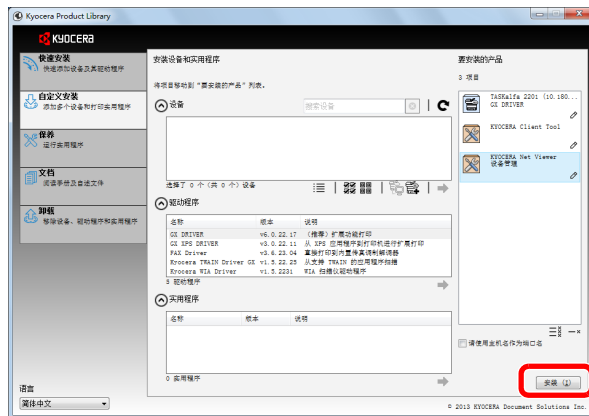 Kyocera Product Library
KYOCERA
快速安装
快速添加设备及其驱动程序
自定义安装
添加多个设备和打印实用程序
保养
运行实用程序
文档
阅读手册及自述文件
卸载
移除设备、驱动程序和实用程序
语言
简体中文
安装设备和实用程序
将项目移动到“要安装的产品”列表。
设备
搜索设备
选择了 0 个（共 0 个）设备
驱动程序
名称 版本 说明
GX DRIVER v6.0.22.17 （推荐）扩展功能打印
GX XPS DRIVER v3.0.22.11 从 XPS 应用程序到打印机进行扩展打印
FAX Driver v3.6.23.04 直接打印到内置传真调制解调器
Kyocera TWAIN Driver GX v1.5.22.25 从支持 TWAIN 的应用程序扫描
Kyocera WIA Driver v1.5.2231 WIA 扫描仪驱动程序
5 驱动程序
实用程序
名称 版本 说明
0 实用程序
要安装的产品
3 项目
TASKalfa 2201 (10.180...
GX DRIVER
KYOCERA Client Tool
KYOCERA Net Viewer
设备管理
请使用主机名作为端口名
安装 (I)
© 2013 KYOCERA Document Solutions Inc.